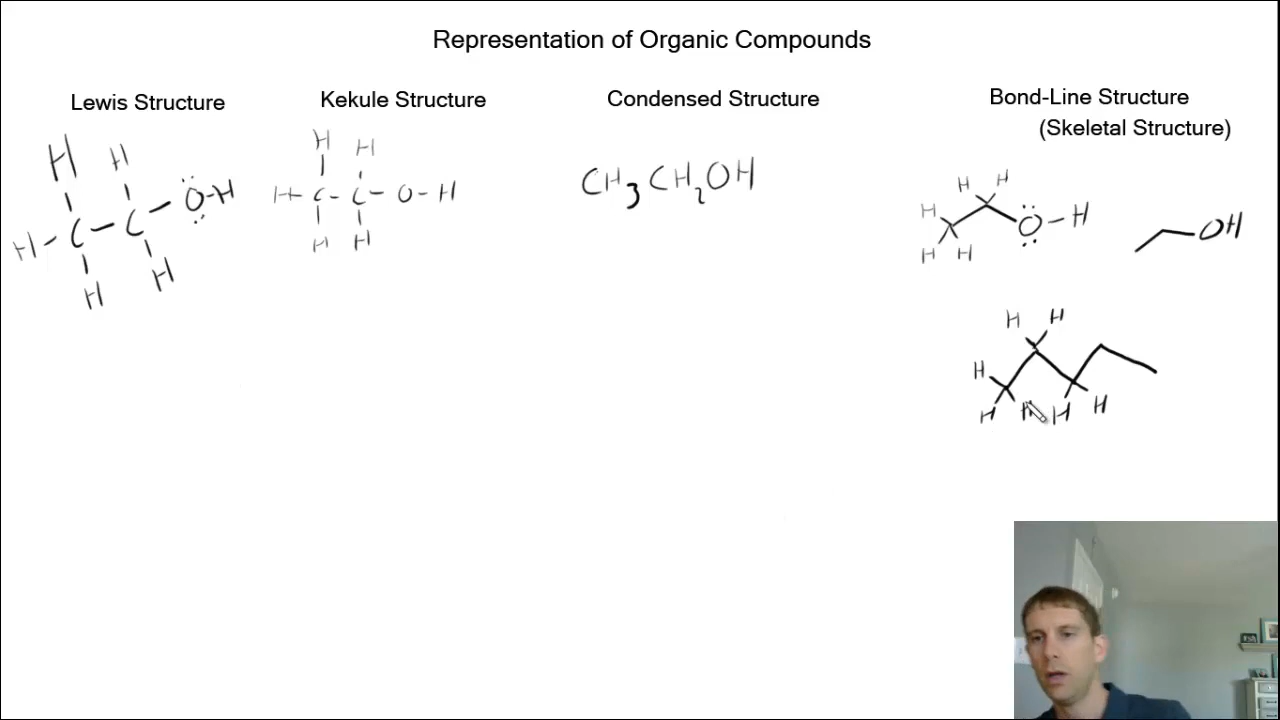 Representation of Organic Compounds
Lewis Structure
Kekule Structure
Condensed Structure
Bond-Line Structure
(Skeletal Structure)
H H
H C C O H
H H
H H
H C C O H
H H
CH3CH2OH
H H
H O H
H H
OH
H H
H
H H H H